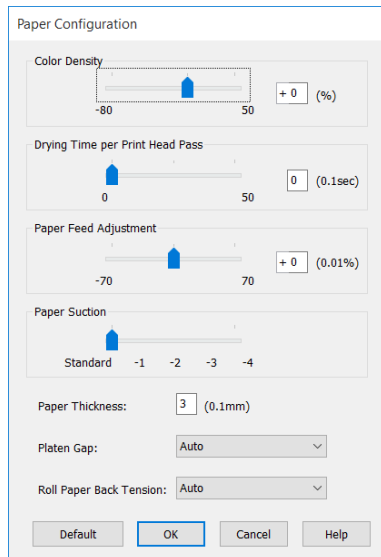 Paper Configuration
Color Density
+ 0 (%)
-80 50
Drying Time per Print Head Pass
0 (0.1sec)
0 50
Paper Feed Adjustment
+ 0 (0.01%)
-70 70
Paper Suction
Standard -1 -2 -3 -4
Paper Thickness: 3 (0.1mm)
Platen Gap: Auto
Roll Paper Back Tension: Auto
Default OK Cancel Help